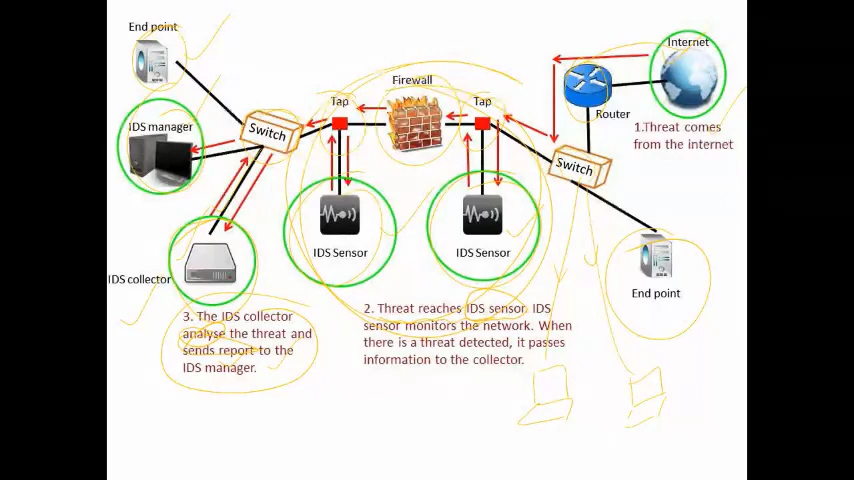 End point
Internet
Firewall
Tap
Tap
Router
IDS manager
Switch
1.Threat comes
from the internet
Switch
IDS Sensor
IDS Sensor
IDS collector
End point
3. The IDS collector
analyse the threat and
sends report to the
IDS manager.
2. Threat reaches IDS sensor. IDS
sensor monitors the network. When
there is a threat detected, it passes
information to the collector.